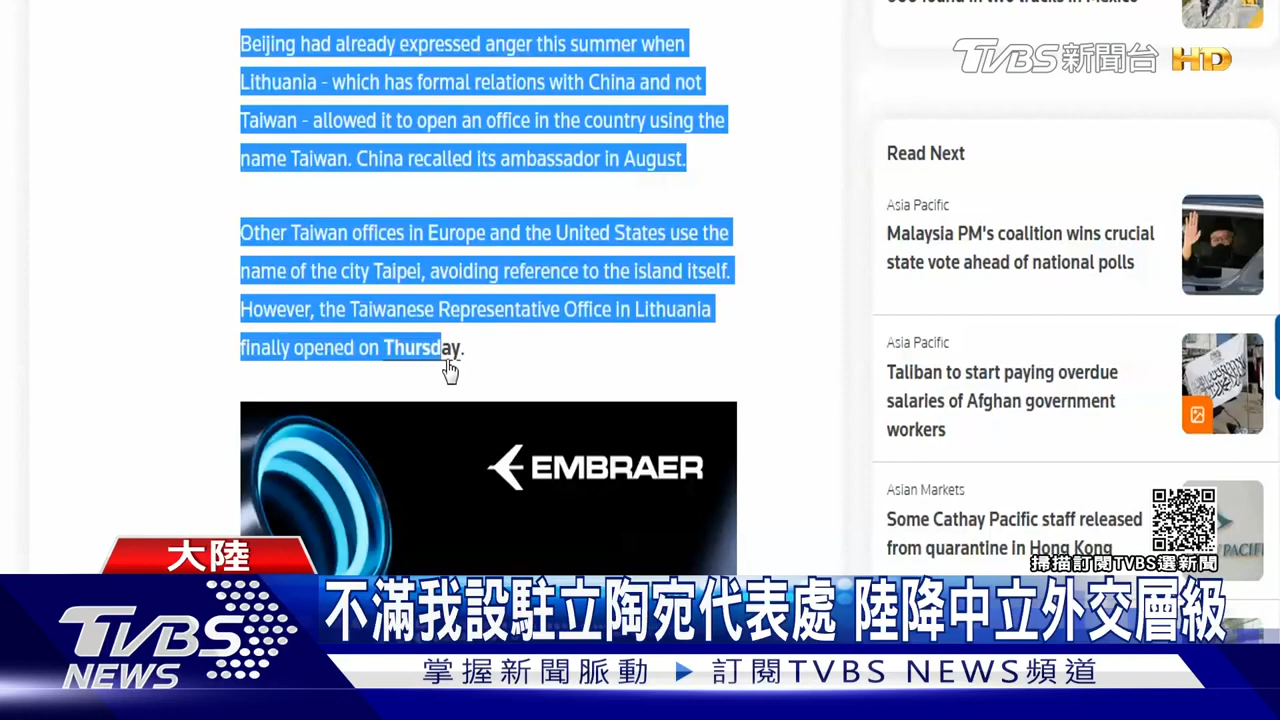 Beijing had already expressed anger this summer when
Lithuania - which has formal relations with China and not
Taiwan - allowed it to open an office in the country using the
name Taiwan. China recalled its ambassador in August.
Other Taiwan offices in Europe and the United States use the
name of the city Taipei, avoiding reference to the island itself.
However, the Taiwanese Representative Office in Lithuania
finally opened on Thursday.
EMBRAER
TVBS新聞台 HD
Read Next
Asia Pacific
Malaysia PM's coalition wins crucial
state vote ahead of national polls
Asia Pacific
Taliban to start paying overdue
salaries of Afghan government
workers
Asian Markets
Some Cathay Pacific staff released
from quarantine in Hong Kong
掃描訂閱TVBS選新聞
大陸
不滿我設駐立陶宛代表處 陸降中立外交層級
TVBS
NEWS
掌握新聞脈動 ▶ 訂閱TVBS NEWS頻道